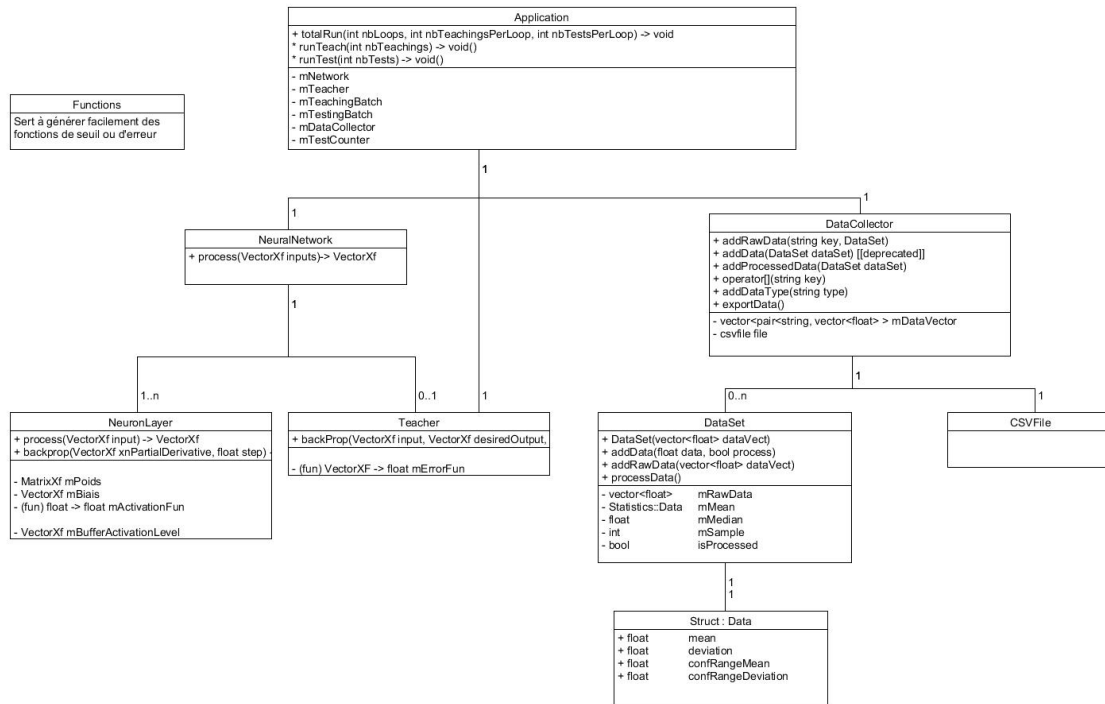 Application
+ totalRun(int nbLoops, int nbTeachingsPerLoop, int nbTestsPerLoop) -> void
* runTeach(int nbTeachings) -> void()
* runTest(int nbTests) -> void()
- mNetwork
- mTeacher
- mTeachingBatch
- mTestingBatch
- mDataCollector
- mTestCounter
Functions
Sert à générer facilement des
fonctions de seuil ou d'erreur
1
1
1
NeuralNetwork
+ process(VectorXf inputs)-> VectorXf
1
DataCollector
+ addRawData(string key, DataSet)
+ addData(DataSet dataSet) [[deprecated]]
+ addProcessedData(DataSet dataSet)
+ operator[](string key)
+ addDataType(string type)
+ exportData()
- vector<pair<string, vector<float> > mDataVector
- csvfile file
1
1..n
0..1
1
0..n
1
NeuronLayer
+ process(VectorXf input) -> VectorXf
+ backprop(VectorXf xnPartialDerivative, float step) -
- MatrixXf mPoids
- VectorXf mBiais
- (fun) float -> float mActivationFun
- VectorXf mBufferActivationLevel
Teacher
+ backProp(VectorXf input, VectorXf desiredOutput,
- (fun) VectorXF -> float mErrorFun
DataSet
+ DataSet(vector<float> dataVect)
+ addData(float data, bool process)
+ addRawData(vector<float> dataVect)
+ processData()
- vector<float> mRawData
- Statistics::Data mMean
- float mMedian
- int mSample
- bool isProcessed
CSVFile
1
1
Struct : Data
+ float mean
+ float deviation
+ float confRangeMean
+ float confRangeDeviation